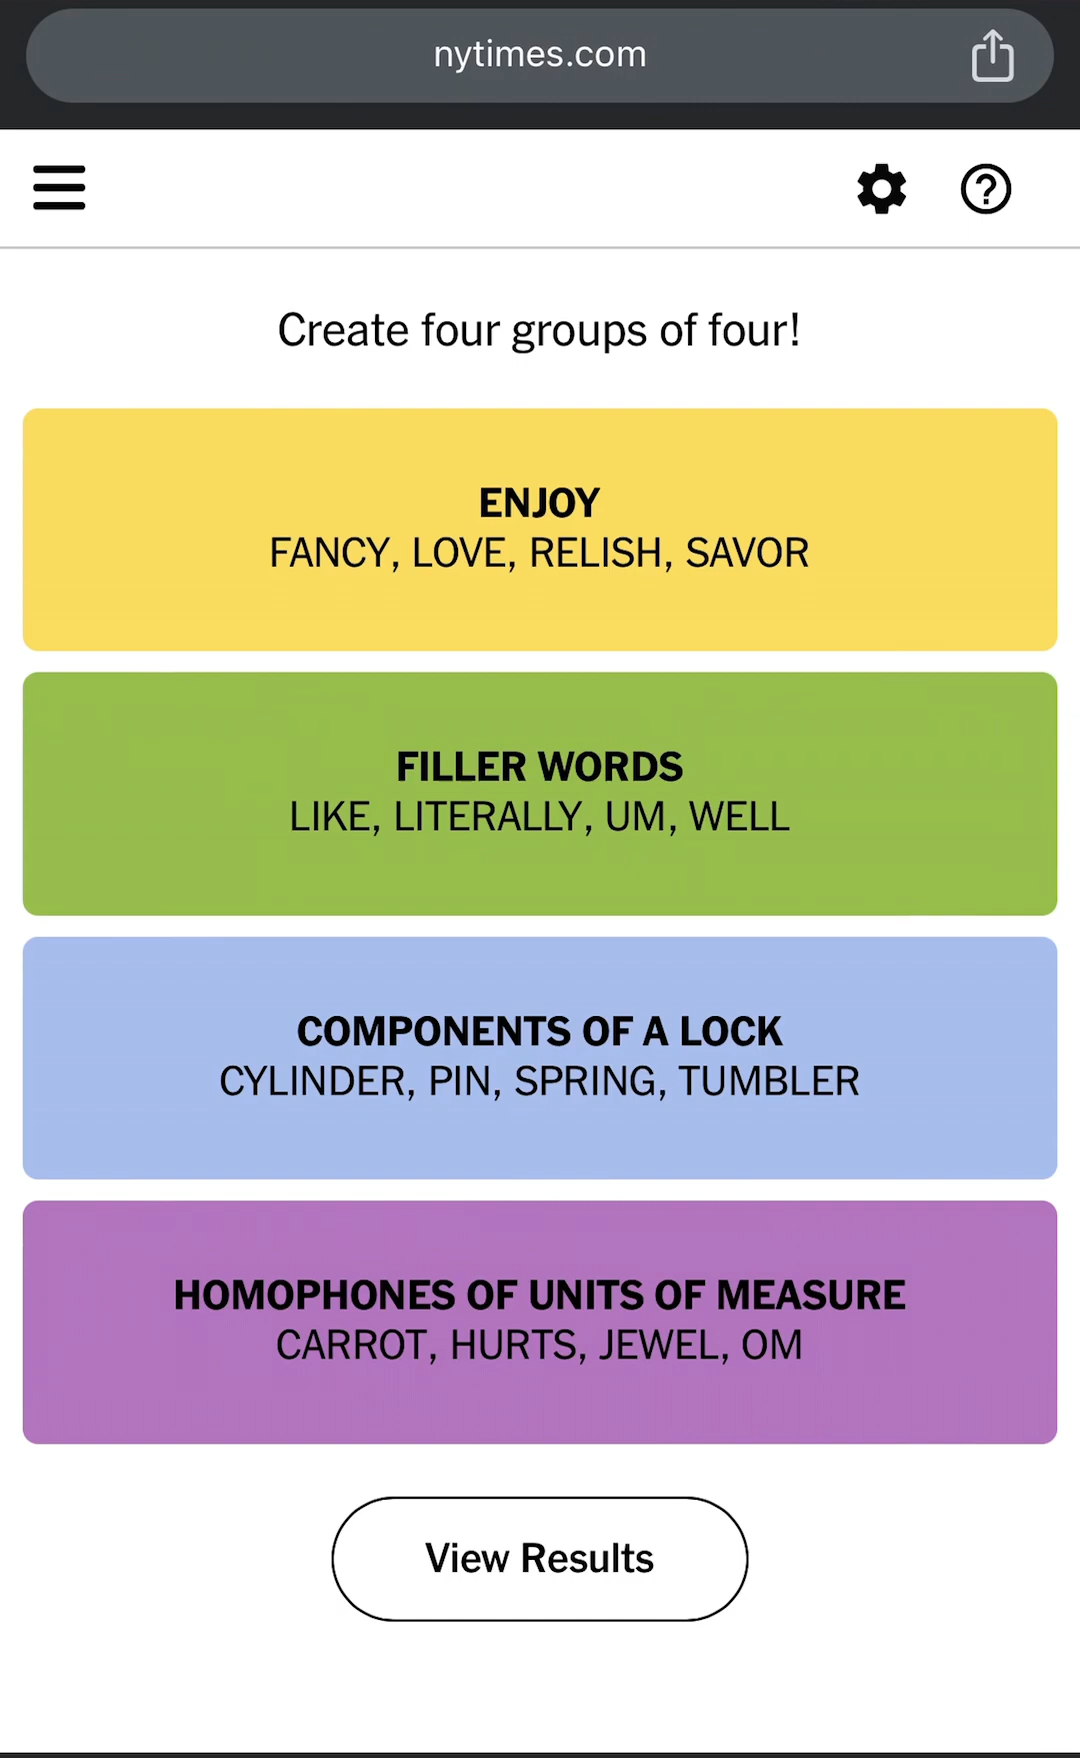 nytimes.com
Create four groups of four!
ENJOY
FANCY, LOVE, RELISH, SAVOR
FILLER WORDS
LIKE, LITERALLY, UM, WELL
COMPONENTS OF A LOCK
CYLINDER, PIN, SPRING, TUMBLER
HOMOPHONES OF UNITS OF MEASURE
CARROT, HURTS, JEWEL, OM
View Results